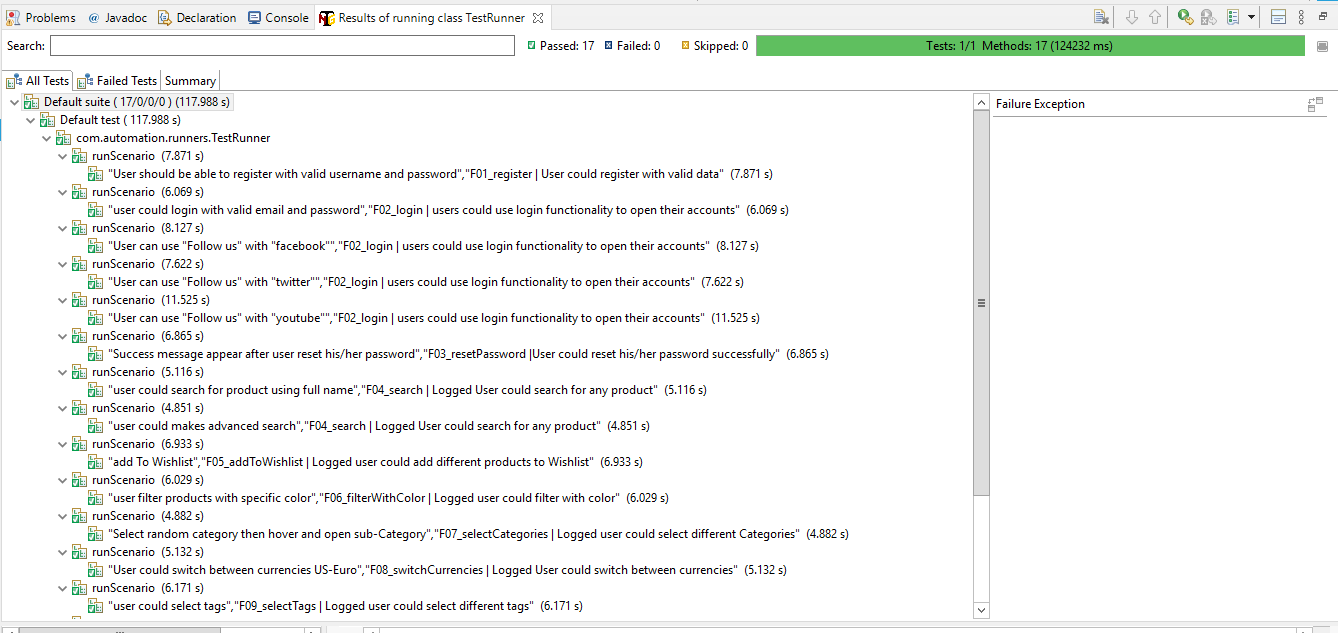 Problems @ Javadoc Declaration Console Results of running class TestRunner
Search: Passed: 17 Failed: 0 Skipped: 0 Tests: 1/1 Methods: 17 (124232 ms)
All Tests Failed Tests Summary
Failure Exception
Default suite ( 17/0/0/0 ) (117.988 s)
Default test ( 117.988 s)
com.automation.runners.TestRunner
runScenario (7.871 s)
"User should be able to register with valid username and password","F01_register | User could register with valid data" (7.871 s)
runScenario (6.069 s)
"user could login with valid email and password","F02_login | users could use login functionality to open their accounts" (6.069 s)
runScenario (8.127 s)
"User can use "Follow us" with "facebook"","F02_login | users could use login functionality to open their accounts" (8.127 s)
runScenario (7.622 s)
"User can use "Follow us" with "twitter"","F02_login | users could use login functionality to open their accounts" (7.622 s)
runScenario (11.525 s)
"User can use "Follow us" with "youtube"","F02_login | users could use login functionality to open their accounts" (11.525 s)
runScenario (6.865 s)
"Success message appear after user reset his/her password","F03_resetPassword |User could reset his/her password successfully" (6.865 s)
runScenario (5.116 s)
"user could search for product using full name","F04_search | Logged User could search for any product" (5.116 s)
runScenario (4.851 s)
"user could makes advanced search","F04_search | Logged User could search for any product" (4.851 s)
runScenario (6.933 s)
"add To Wishlist","F05_addToWishlist | Logged user could add different products to Wishlist" (6.933 s)
runScenario (6.029 s)
"user filter products with specific color","F06_filterWithColor | Logged user could filter with color" (6.029 s)
runScenario (4.882 s)
"Select random category then hover and open sub-Category","F07_selectCategories | Logged user could select different Categories" (4.882 s)
runScenario (5.132 s)
"User could switch between currencies US-Euro","F08_switchCurrencies | Logged User could switch between currencies" (5.132 s)
runScenario (6.171 s)
"user could select tags","F09_selectTags | Logged user could select different tags" (6.171 s)